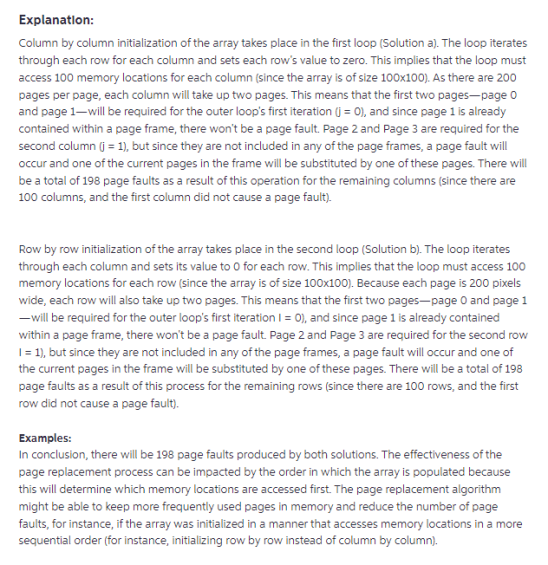 Explanation:
Column by column initialization of the array takes place in the first loop (Solution a). The loop iterates
through each row for each column and sets each row's value to zero. This implies that the loop must
access 100 memory locations for each column (since the array is of size 100x100). As there are 200
pages per page, each column will take up two pages. This means that the first two pages—page 0
and page 1—will be required for the outer loop's first iteration (j = 0), and since page 1 is already
contained within a page frame, there won't be a page fault. Page 2 and Page 3 are required for the
second column (j = 1), but since they are not included in any of the page frames, a page fault will
occur and one of the current pages in the frame will be substituted by one of these pages. There will
be a total of 198 page faults as a result of this operation for the remaining columns (since there are
100 columns, and the first column did not cause a page fault).
Row by row initialization of the array takes place in the second loop (Solution b). The loop iterates
through each column and sets its value to 0 for each row. This implies that the loop must access 100
memory locations for each row (since the array is of size 100x100). Because each page is 200 pixels
wide, each row will also take up two pages. This means that the first two pages—page 0 and page 1
—will be required for the outer loop's first iteration I = 0), and since page 1 is already contained
within a page frame, there won't be a page fault. Page 2 and Page 3 are required for the second row
I = 1), but since they are not included in any of the page frames, a page fault will occur and one of
the current pages in the frame will be substituted by one of these pages. There will be a total of 198
page faults as a result of this process for the remaining rows (since there are 100 rows, and the first
row did not cause a page fault).
Examples:
In conclusion, there will be 198 page faults produced by both solutions. The effectiveness of the
page replacement process can be impacted by the order in which the array is populated because
this will determine which memory locations are accessed first. The page replacement algorithm
might be able to keep more frequently used pages in memory and reduce the number of page
faults, for instance, if the array was initialized in a manner that accesses memory locations in a more
sequential order (for instance, initializing row by row instead of column by column).